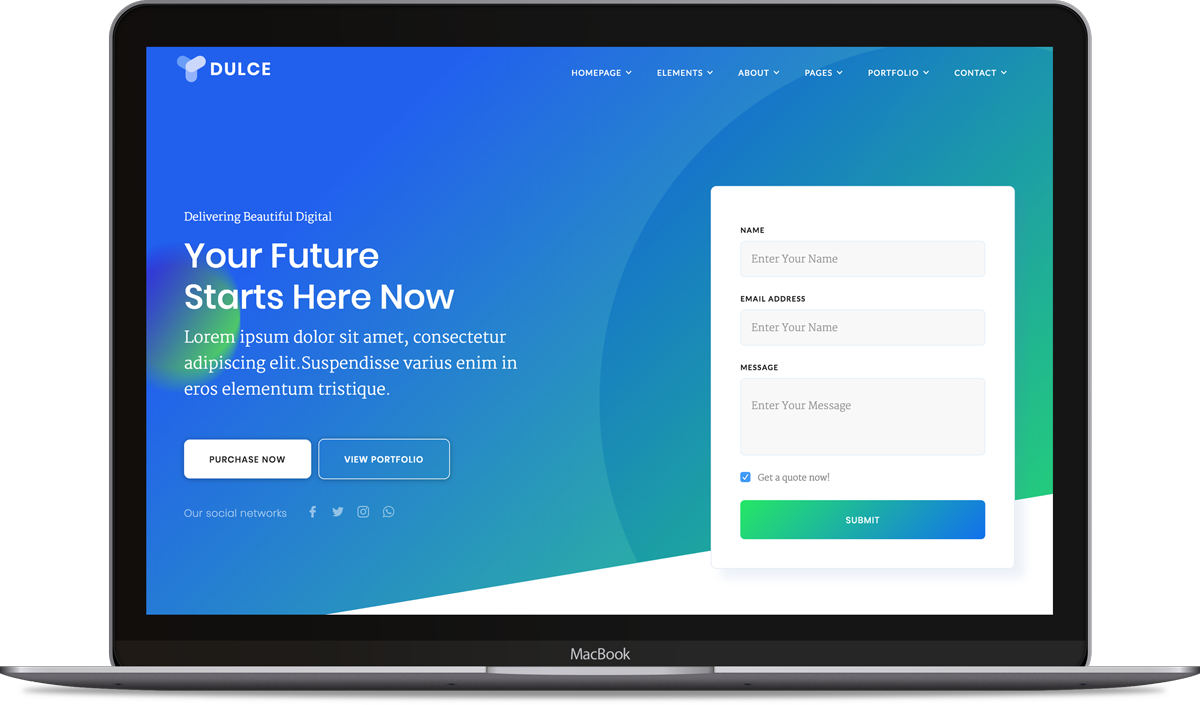 DULCE
HOMEPAGE ELEMENTS ABOUT PAGES PORTFOLIO CONTACT
Delivering Beautiful Digital
Your Future
Starts Here Now
Lorem ipsum dolor sit amet, consectetur
adipiscing elit.Suspendisse varius enim in
eros elementum tristique.
PURCHASE NOW VIEW PORTFOLIO
Our social networks
NAME
Enter Your Name
EMAIL ADDRESS
Enter Your Name
MESSAGE
Enter Your Message
Get a quote now!
SUBMIT
MacBook